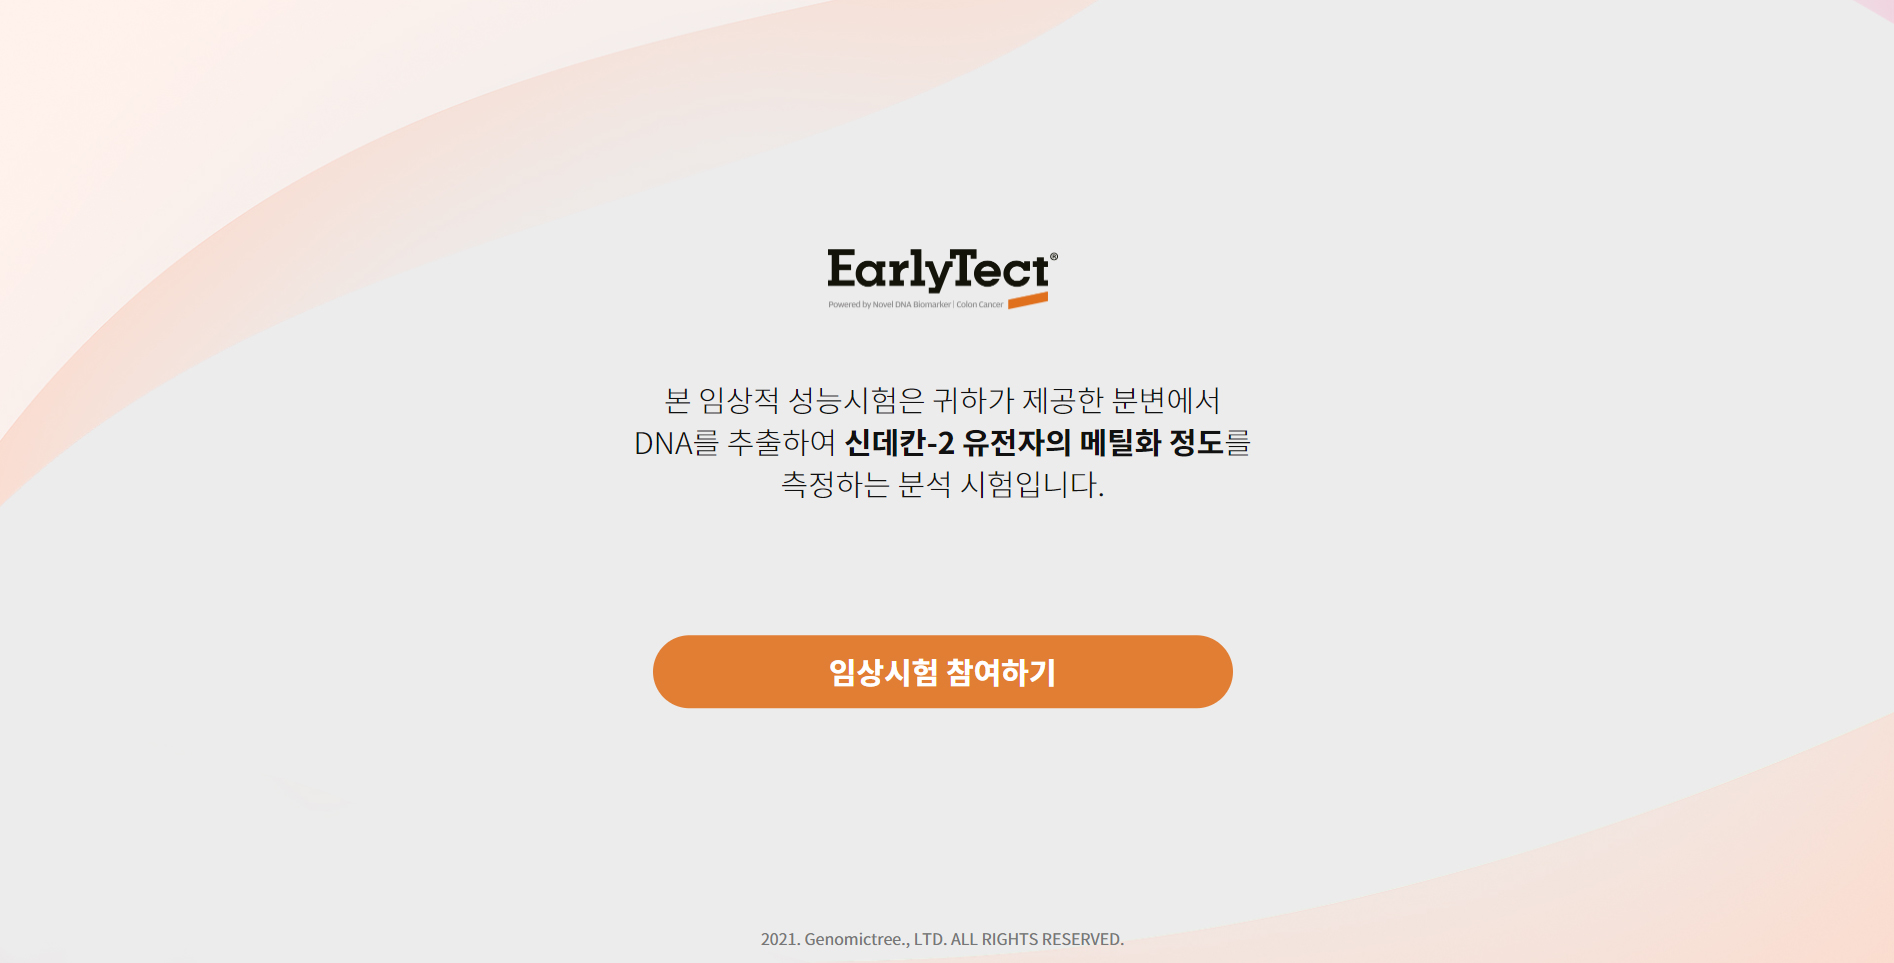 EarlyTect®
Powered by Novel DNA Biomarker | Colon Cancer
본 임상적 성능시험은 귀하가 제공한 분변에서
DNA를 추출하여 신데칸-2 유전자의 메틸화 정도를
측정하는 분석 시험입니다.
임상시험 참여하기
2021. Genomictree., LTD. ALL RIGHTS RESERVED.